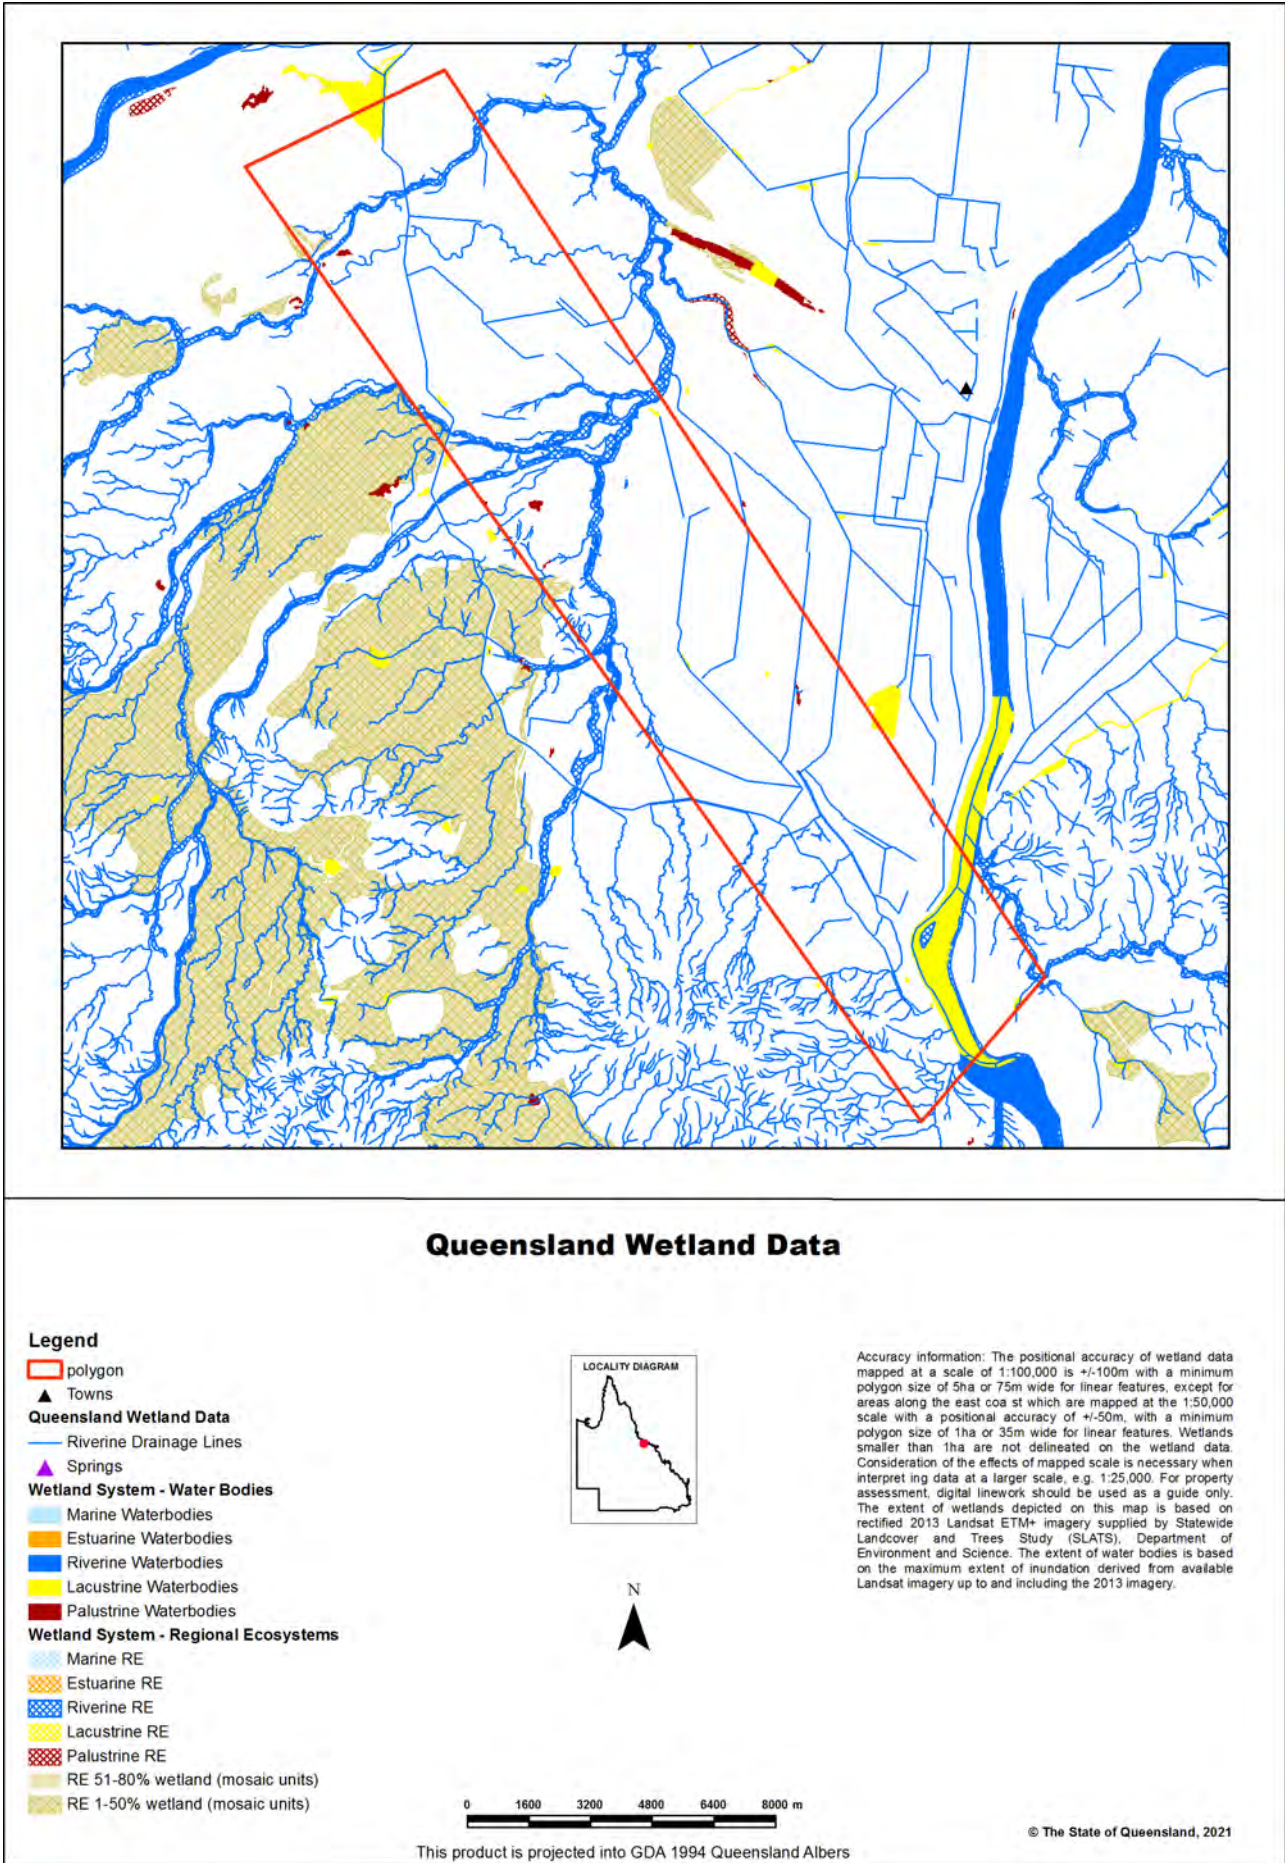 Queensland Wetland Data
Legend
polygon
Towns
Queensland Wetland Data
Riverine Drainage Lines
Springs
Wetland System - Water Bodies
Marine Waterbodies
Estuarine Waterbodies
Riverine Waterbodies
Lacustrine Waterbodies
Palustrine Waterbodies
Wetland System - Regional Ecosystems
Marine RE
Estuarine RE
Riverine RE
Lacustrine RE
Palustrine RE
RE 51-80% wetland (mosaic units)
RE 1-50% wetland (mosaic units)
LOCALITY DIAGRAM
N
0 1600 3200 4800 6400 8000 m
This product is projected into GDA 1994 Queensland Albers
Accuracy information: The positional accuracy of wetland data
mapped at a scale of 1:100,000 is +/-100m with a minimum
polygon size of 5ha or 75m wide for linear features, except for
areas along the east coa st which are mapped at the 1:50,000
scale with a positional accuracy of +/-50m, with a minimum
polygon size of 1ha or 35m wide for linear features. Wetlands
smaller than 1ha are not delineated on the wetland data.
Consideration of the effects of mapped scale is necessary when
interpret ing data at a larger scale, e.g. 1:25,000. For property
assessment, digital linework should be used as a guide only.
The extent of wetlands depicted on this map is based on
rectified 2013 Landsat ETM+ imagery supplied by Statewide
Landcover and Trees Study (SLATS), Department of
Environment and Science. The extent of water bodies is based
on the maximum extent of inundation derived from available
Landsat imagery up to and including the 2013 imagery.
© The State of Queensland, 2021